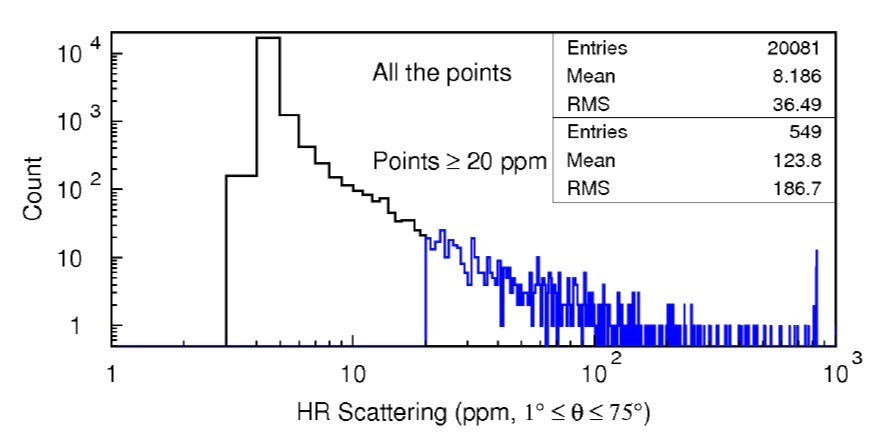 All the points
Entries 20081
Mean 8.186
RMS 36.49
Points ≥ 20 ppm
Entries 549
Mean 123.8
RMS 186.7
Count
10 4
10 3
10 2
10
1
1 10 10 2 10 3
HR Scattering (ppm, 1° ≤ θ ≤ 75°)